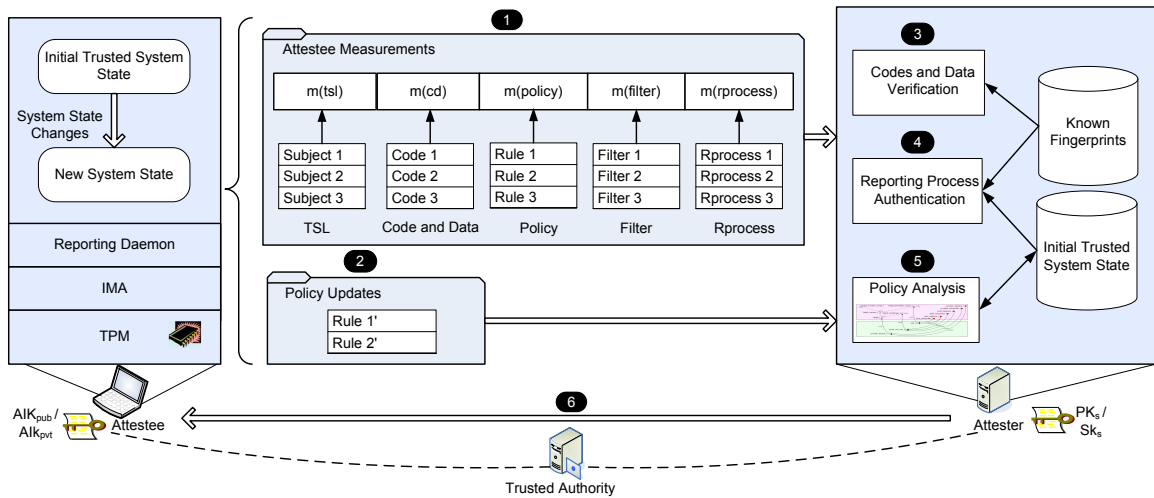 Initial Trusted System
State
System State
Changes
New System State
Reporting Daemon
IMA
TPM
1
Attestee Measurements
m(tsl)
m(cd)
m(policy)
m(filter)
m(rprocess)
Subject 1
Subject 2
Subject 3
Code 1
Code 2
Code 3
Rule 1
Rule 2
Rule 3
Filter 1
Filter 2
Filter 3
Rprocess 1
Rprocess 2
Rprocess 3
TSL
Code and Data
Policy
Filter
Rprocess
2
Policy Updates
Rule 1'
Rule 2'
3
Codes and Data
Verification
4
Reporting Process
Authentication
5
Policy Analysis
Known
Fingerprints
Initial Trusted
System State
6
AIKpub /
AIkpvt
Attestee
Attester
PKs /
Sks
Trusted Authority